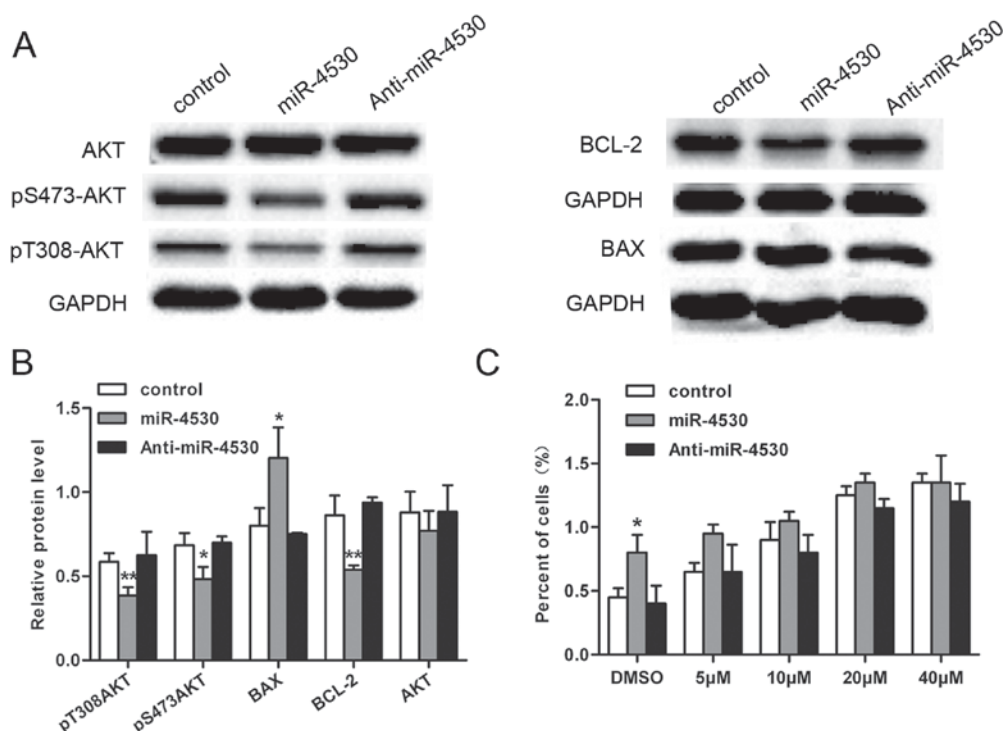 A
control
miR-4530
Anti-miR-4530
AKT
pS473-AKT
pT308-AKT
GAPDH
control
miR-4530
Anti-miR-4530
BCL-2
GAPDH
BAX
GAPDH
B
control
miR-4530
Anti-miR-4530
Relative protein level
1.5
1.0
0.5
0.0
**
*
*
**
pT308AKT
pS473AKT
BAX
BCL-2
AKT
C
control
miR-4530
Anti-miR-4530
Percent of cells (%)
2.0
1.5
1.0
0.5
0.0
*
DMSO
5μM
10μM
20μM
40μM